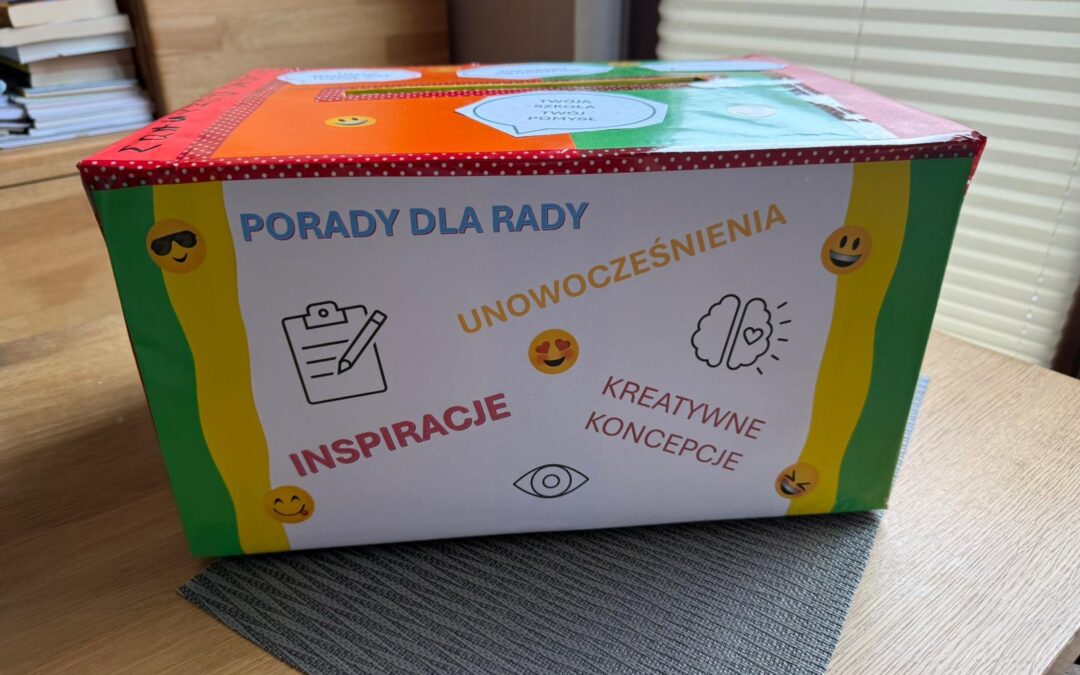 TWOJA
SZKOŁA
TWÓJ
POMYSŁ
PORADY DLA RADY
UNOWOCZEŚNIENIA
INSPIRACJE
KREATYWNE
KONCEPCJE